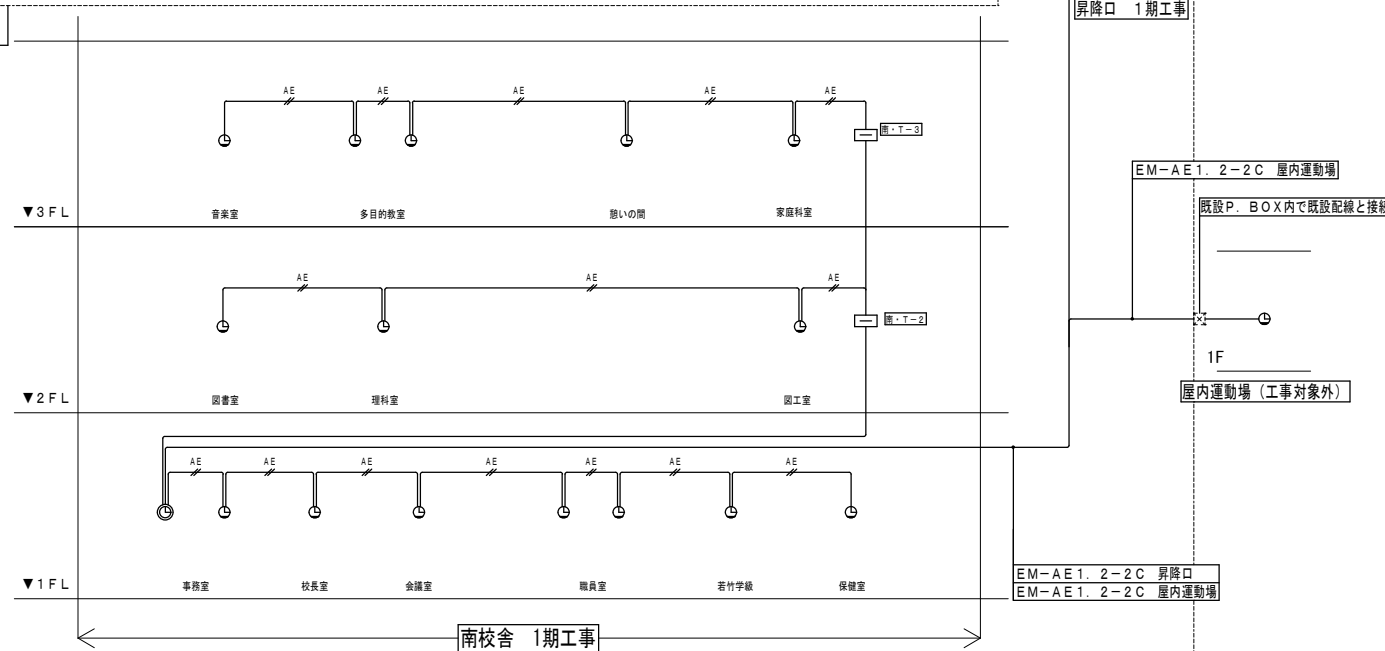 昇降口 1期工事
AE AE AE AE AE
南・T-3
EM-AE1.2-2C 屋内運動場
▼3FL 音楽室 多目的教室 憩いの間 家庭科室
既設P.BOX内で既設配線と接続
AE AE AE
南・T-2
1F
屋内運動場(工事対象外)
▼2FL 図書室 理科室 図工室
AE AE AE AE AE AE AE
EM-AE1.2-2C 昇降口
EM-AE1.2-2C 屋内運動場
▼1FL 事務室 校長室 会議室 職員室 若竹学級 保健室
南校舎 1期工事